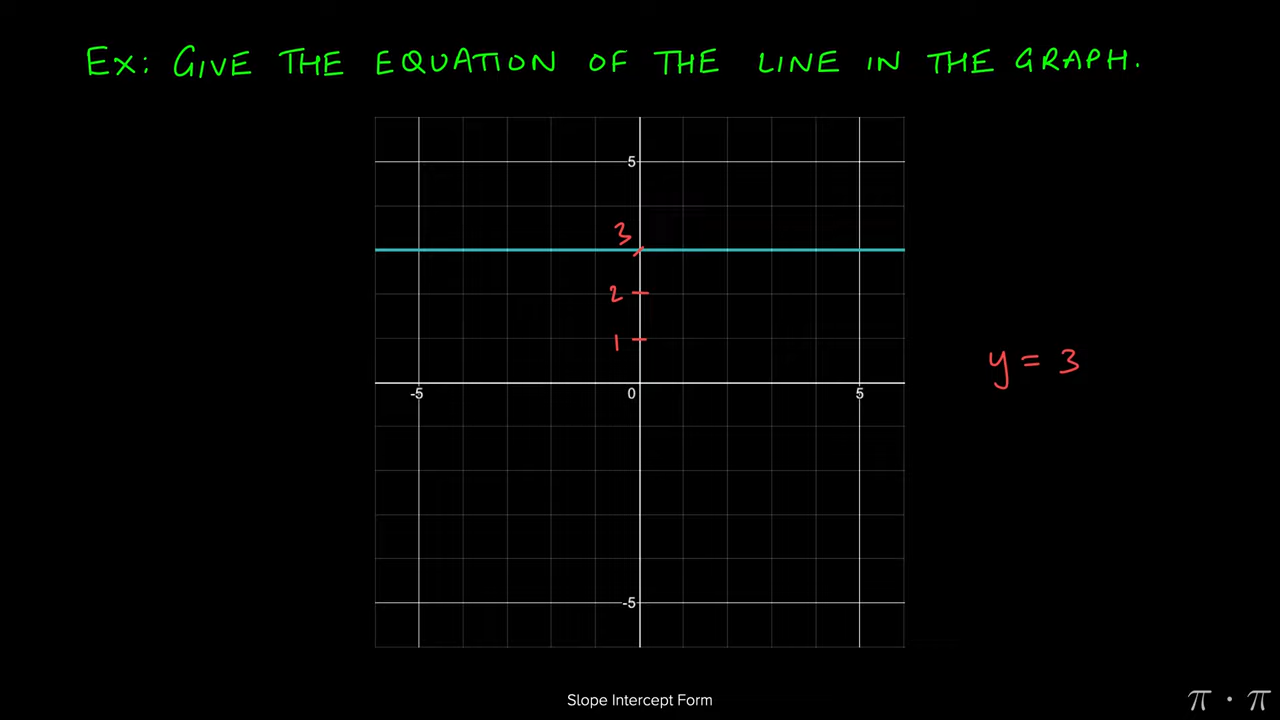 Ex: GIVE THE EQUATION OF THE LINE IN THE GRAPH.
5
3
2
1
y = 3
-5 0 5
-5
Slope Intercept Form
π · π